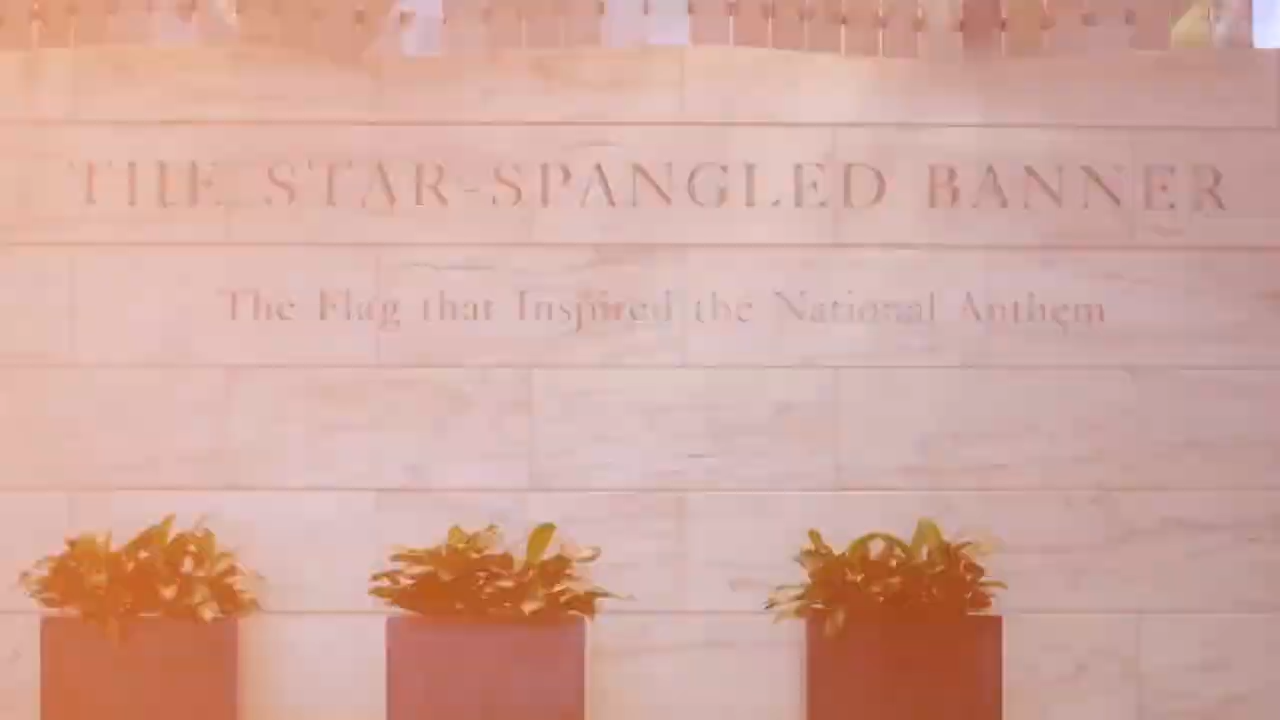 THE STAR-SPANGLED BANNER
The Flag that Inspired the National Anthem